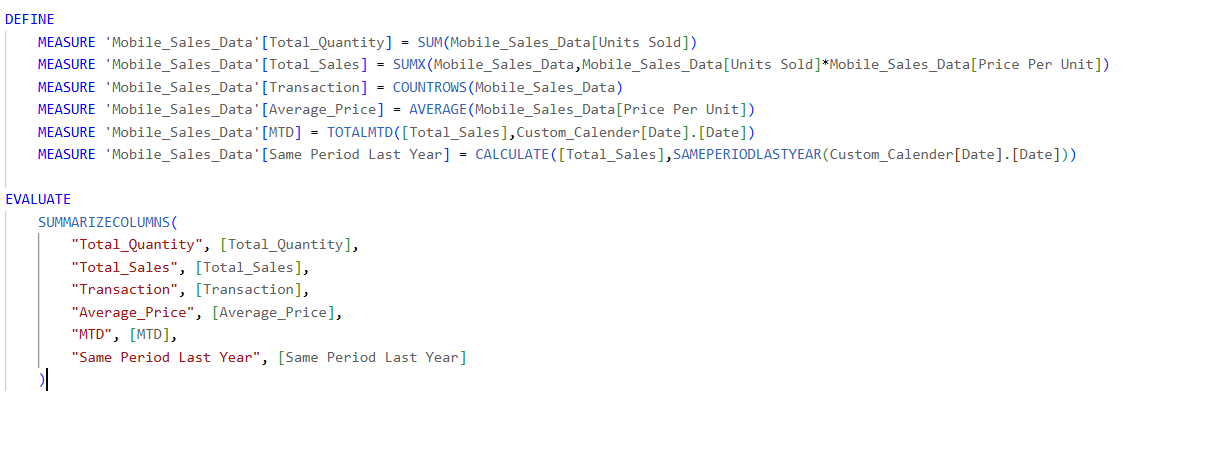 DEFINE
MEASURE 'Mobile_Sales_Data'[Total_Quantity] = SUM(Mobile_Sales_Data[Units Sold])
MEASURE 'Mobile_Sales_Data'[Total_Sales] = SUMX(Mobile_Sales_Data,Mobile_Sales_Data[Units Sold]*Mobile_Sales_Data[Price Per Unit])
MEASURE 'Mobile_Sales_Data'[Transaction] = COUNTROWS(Mobile_Sales_Data)
MEASURE 'Mobile_Sales_Data'[Average_Price] = AVERAGE(Mobile_Sales_Data[Price Per Unit])
MEASURE 'Mobile_Sales_Data'[MTD] = TOTALMTD([Total_Sales],Custom_Calender[Date].[Date])
MEASURE 'Mobile_Sales_Data'[Same Period Last Year] = CALCULATE([Total_Sales],SAMEPERIODLASTYEAR(Custom_Calender[Date].[Date]))
EVALUATE
SUMMARIZECOLUMNS(
"Total_Quantity", [Total_Quantity],
"Total_Sales", [Total_Sales],
"Transaction", [Transaction],
"Average_Price", [Average_Price],
"MTD", [MTD],
"Same Period Last Year", [Same Period Last Year]
)